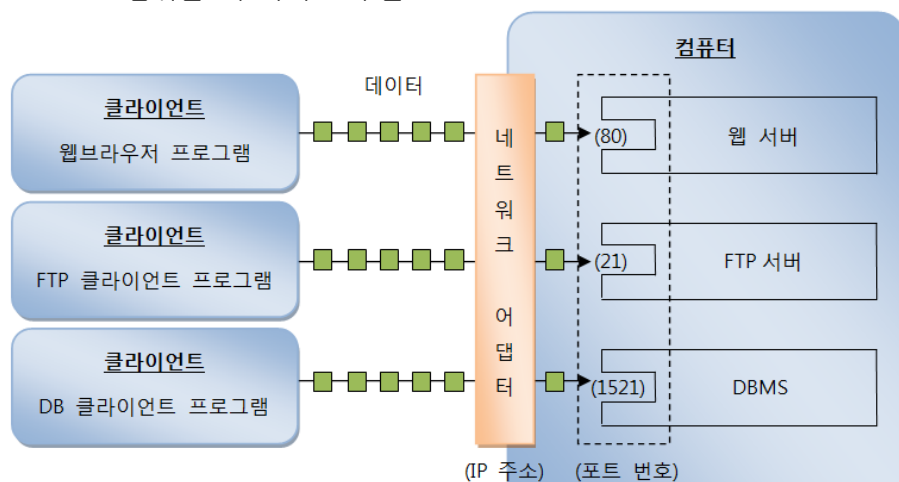 컴퓨터
클라이언트
웹브라우저 프로그램
데이터
네트워크 어댑터
(80)
웹 서버
클라이언트
FTP 클라이언트 프로그램
(21)
FTP 서버
클라이언트
DB 클라이언트 프로그램
(1521)
DBMS
(IP 주소)
(포트 번호)